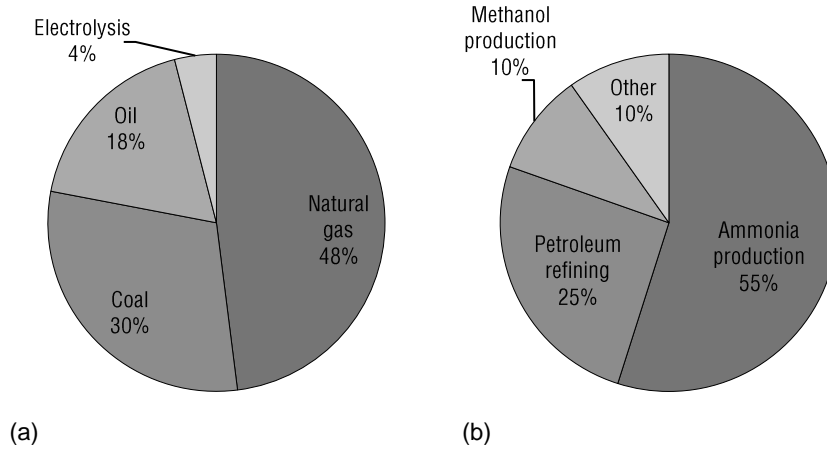 Electrolysis
4%
Oil
18%
Natural
gas
48%
Coal
30%
(a)
Methanol
production
10%
Other
10%
Ammonia
production
55%
Petroleum
refining
25%
(b)